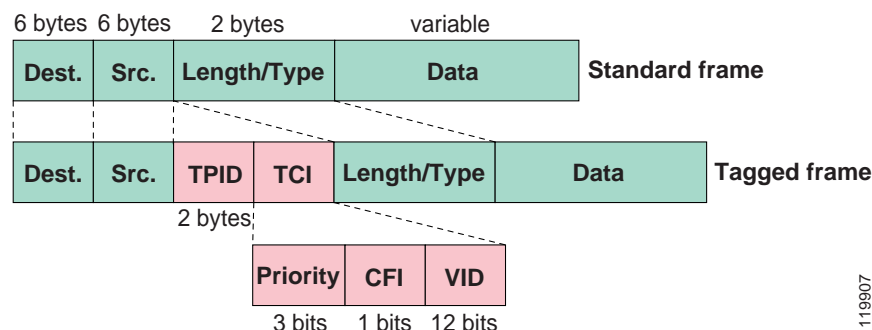 6 bytes 6 bytes 2 bytes variable
Dest. Src. Length/Type Data Standard frame
Dest. Src. TPID TCI Length/Type Data Tagged frame
2 bytes
Priority CFI VID
3 bits 1 bits 12 bits
119907